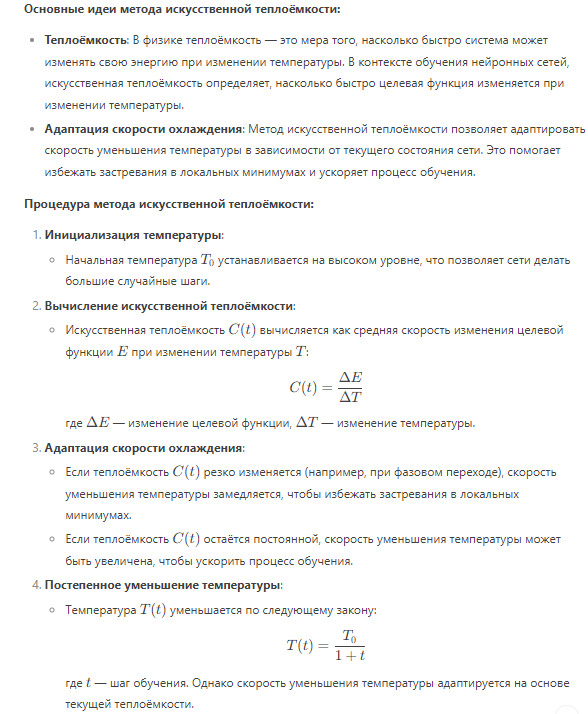 Основные идеи метода искусственной теплоёмкости:
• Теплоёмкость: В физике теплоёмкость — это мера того, насколько быстро система может
изменять свою энергию при изменении температуры. В контексте обучения нейронных сетей,
искусственная теплоёмкость определяет, насколько быстро целевая функция изменяется при
изменении температуры.
• Адаптация скорости охлаждения: Метод искусственной теплоёмкости позволяет адаптировать
скорость уменьшения температуры в зависимости от текущего состояния сети. Это помогает
избежать застревания в локальных минимумах и ускоряет процесс обучения.
Процедура метода искусственной теплоёмкости:
1. Инициализация температуры:
◦ Начальная температура T₀ устанавливается на высоком уровне, что позволяет сети делать
большие случайные шаги.
2. Вычисление искусственной теплоёмкости:
◦ Искусственная теплоёмкость C(t) вычисляется как средняя скорость изменения целевой
функции E при изменении температуры T:
C(t) = ΔE/ΔT
где ΔE — изменение целевой функции, ΔT — изменение температуры.
3. Адаптация скорости охлаждения:
◦ Если теплоёмкость C(t) резко изменяется (например, при фазовом переходе), скорость
уменьшения температуры замедляется, чтобы избежать застревания в локальных
минимумах.
◦ Если теплоёмкость C(t) остаётся постоянной, скорость уменьшения температуры может
быть увеличена, чтобы ускорить процесс обучения.
4. Постепенное уменьшение температуры:
◦ Температура T(t) уменьшается по следующему закону:
T(t) = T₀/(1 + t)
где t — шаг обучения. Однако скорость уменьшения температуры адаптируется на основе
текущей теплоёмкости.